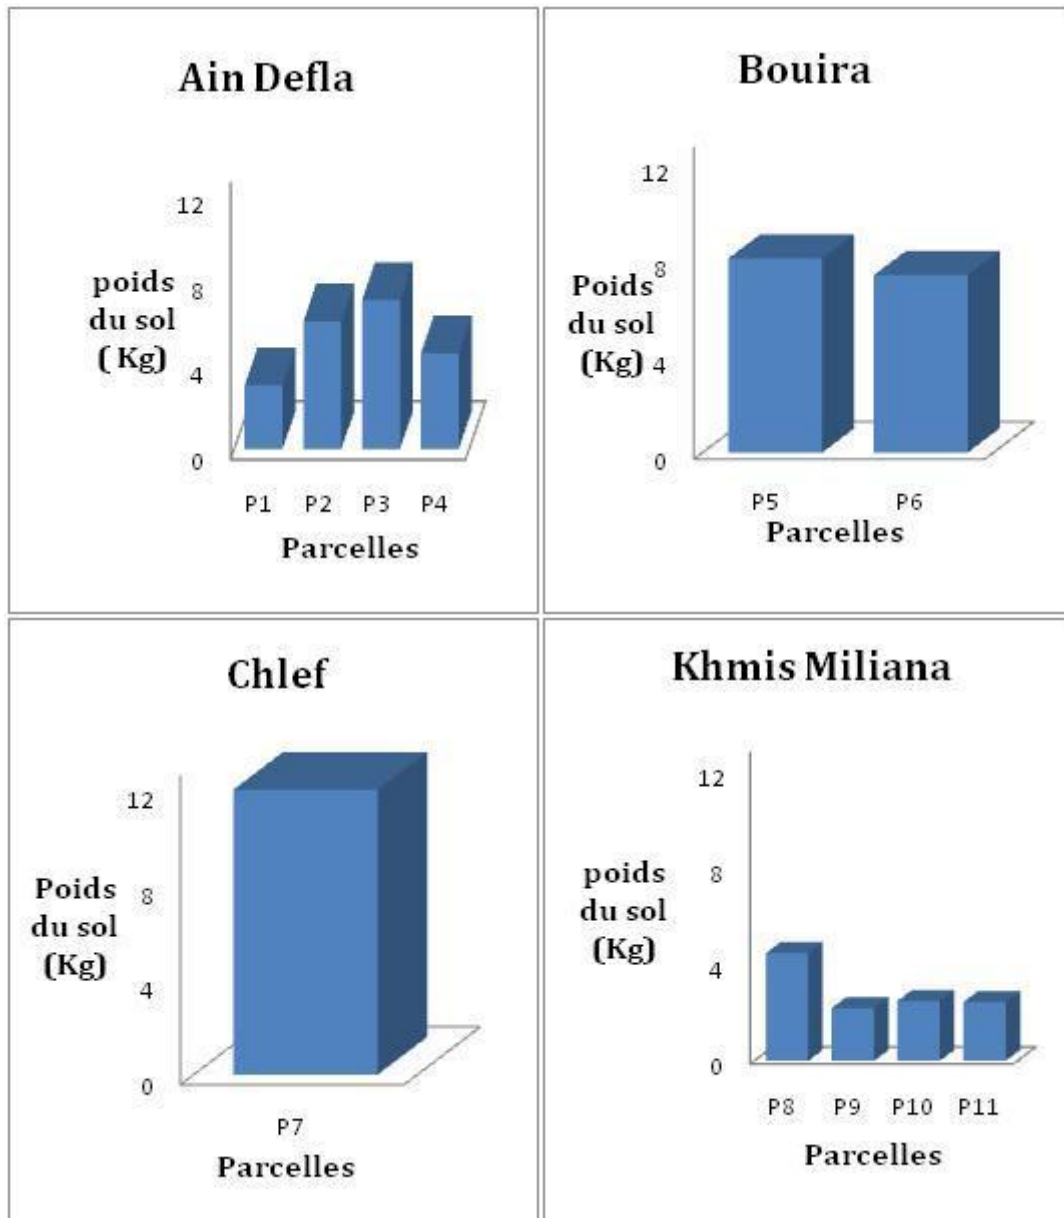 Ain Defla
12
8
4
0
poids
du sol
( Kg)
P1 P2 P3 P4
Parcelles
Bouira
12
8
4
0
Poids
du sol
(Kg)
P5 P6
Parcelles
Chlef
12
8
4
0
Poids
du sol
(Kg)
P7
Parcelles
Khmis Miliana
12
8
4
0
poids
du sol
(Kg)
P8 P9 P10 P11
Parcelles